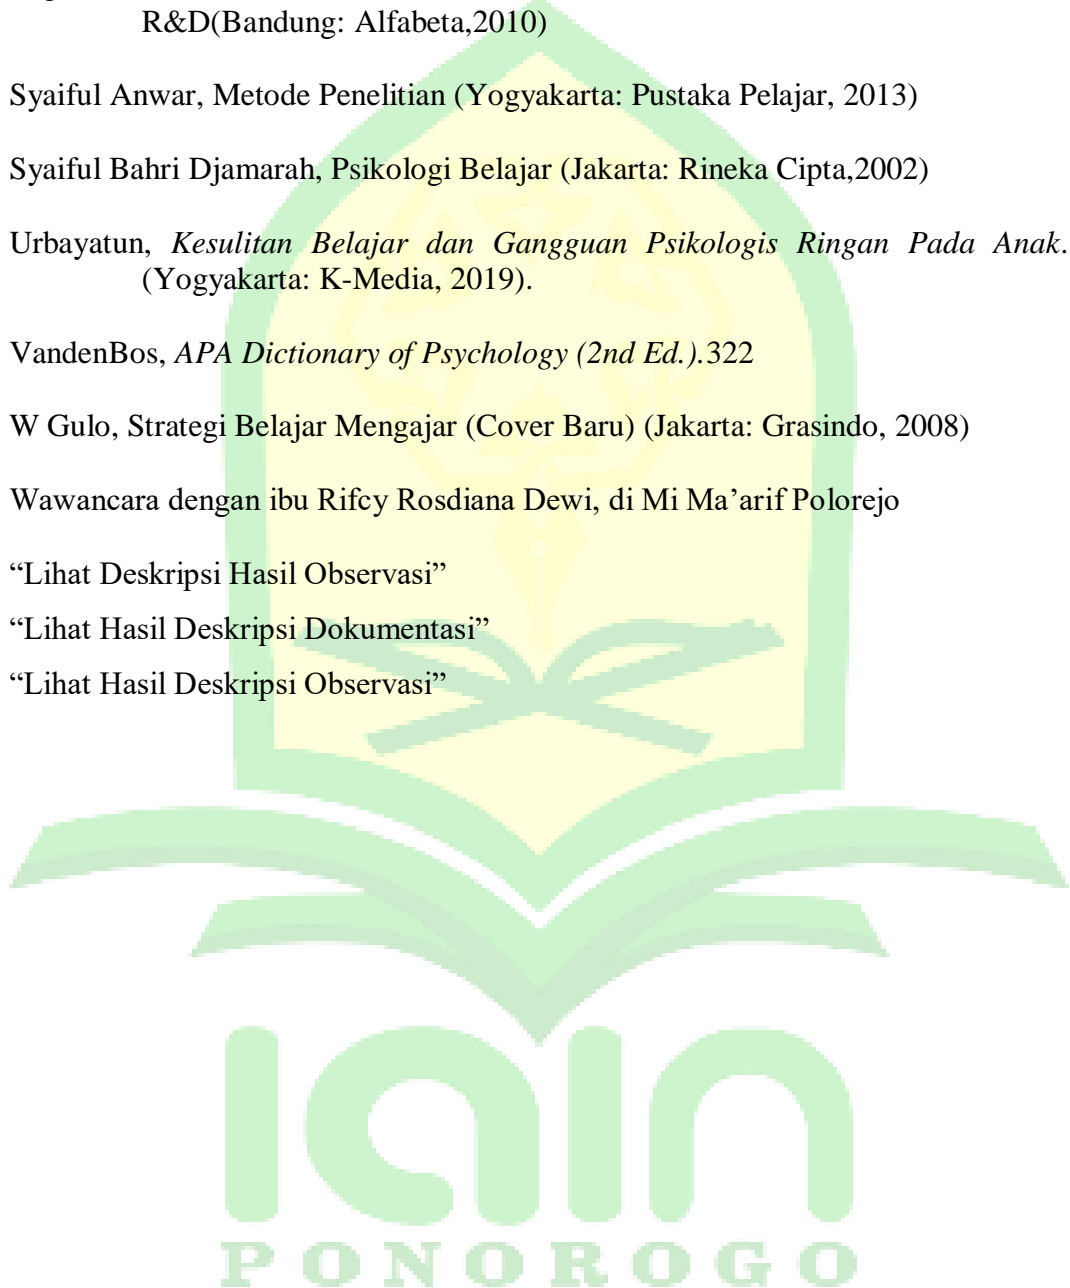 R&D(Bandung: Alfabeta,2010)
Syaiful Anwar, Metode Penelitian (Yogyakarta: Pustaka Pelajar, 2013)
Syaiful Bahri Djamarah, Psikologi Belajar (Jakarta: Rineka Cipta,2002)
Urbayatun, Kesulitan Belajar dan Gangguan Psikologis Ringan Pada Anak.
(Yogyakarta: K-Media, 2019).
VandenBos, APA Dictionary of Psychology (2nd Ed.).322
W Gulo, Strategi Belajar Mengajar (Cover Baru) (Jakarta: Grasindo, 2008)
Wawancara dengan ibu Rifcy Rosdiana Dewi, di Mi Ma’arif Polorejo
“Lihat Deskripsi Hasil Observasi”
“Lihat Hasil Deskripsi Dokumentasi”
“Lihat Hasil Deskripsi Observasi”
iain
PONOROGO